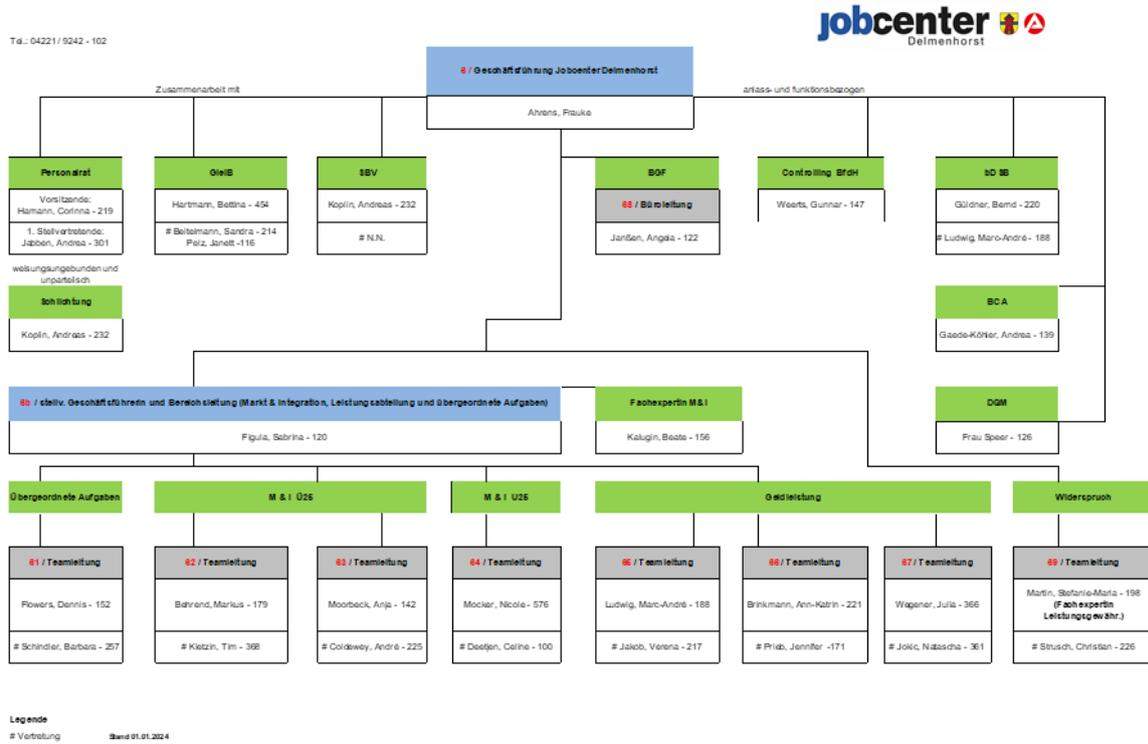 jobcenter
Delmenhorst
Tel.: 04221 / 9242 - 102
6 / Geschäftsführung Jobcenter Delmenhorst
Ahrens, Frauke
Zusammenarbeit mit
anlass- und funktionsbezogen
Personalrat
Vorsitzende:
Hamann, Corinna - 219
1. Stellvertretende:
Jabben, Andrea - 301
GleiB
Hartmann, Bettina - 454
# Beitelmann, Sandra - 214
Pelz, Janett -116
SBV
Koplin, Andreas - 232
# N.N.
BGF
68 / Büroleitung
Janßen, Angela - 122
Controlling BfdH
Weerts, Gunnar - 147
bDSB
Güldner, Bernd - 220
# Ludwig, Marc-André - 188
weisungsungebunden und
unparteiisch
Schlichtung
Koplin, Andreas - 232
BCA
Gaede-Köhler, Andrea - 139
6b / stellv. Geschäftsführerin und Bereichsleitung (Markt & Integration, Leistungsabteilung und übergeordnete Aufgaben)
Figula, Sabrina - 120
Fachexpertin M&I
Kalugin, Beate - 156
DQM
Frau Speer - 126
Übergeordnete Aufgaben
M & I Ü25
M & I U25
Geldleistung
Widerspruch
61 / Teamleitung
Flowers, Dennis - 152
# Schindler, Barbara - 257
62 / Teamleitung
Behrend, Markus - 179
# Kietzin, Tim - 368
63 / Teamleitung
Moorbeck, Anja - 142
# Coldewey, André - 225
64 / Teamleitung
Mocker, Nicole - 576
# Deetjen, Celine - 100
65 / Teamleitung
Ludwig, Marc-André - 188
# Jakob, Verena - 217
66 / Teamleitung
Brinkmann, Ann-Katrin - 221
# Prieb, Jennifer -171
67 / Teamleitung
Wegener, Julia - 366
# Jokic, Natascha - 361
69 / Teamleitung
Martin, Stefanie-Maria - 198
(Fachexpertin
Leistungsgewähr.)
# Strusch, Christian - 226
Legende
# Vertretung
Stand 01.01.2024